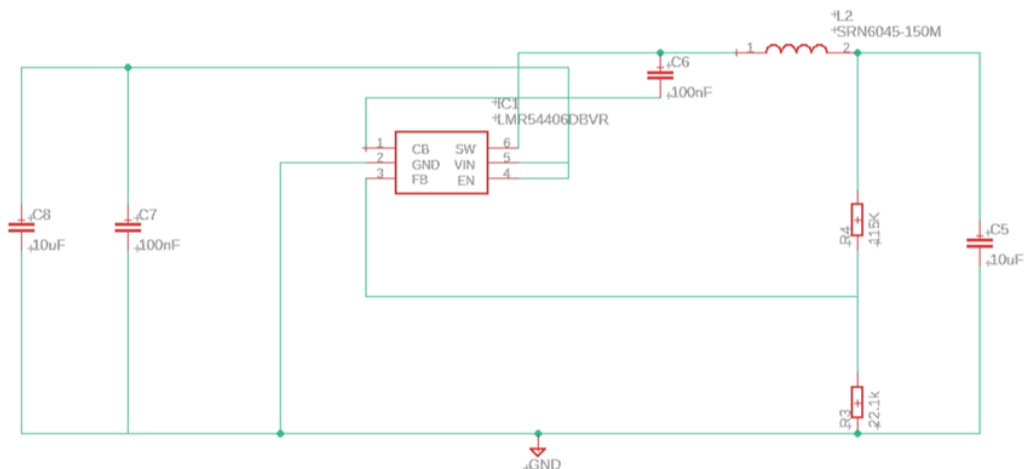 L2
SRN6045-150M
1
2
C6
100nF
IC1
LMR54406DBVR
1
CB
SW
6
2
GND
VIN
5
3
FB
EN
4
C8
10uF
C7
100nF
R4
115K
C5
10uF
R3
22.1k
GND